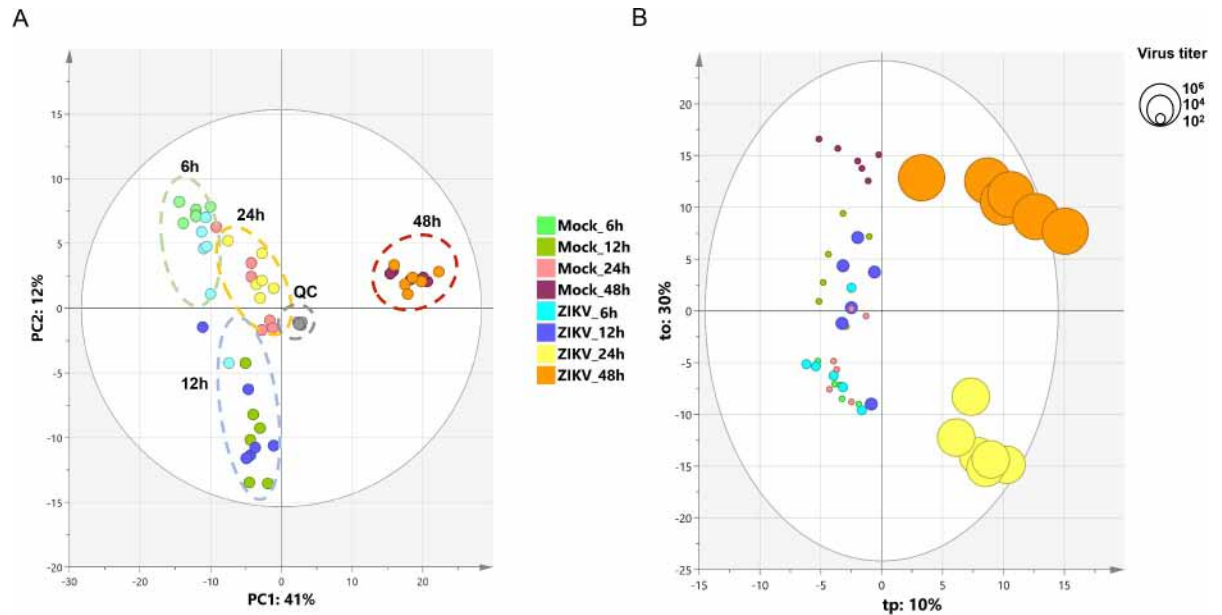 A
15
10
5
0
-5
-10
-15
-20
PC2: 12%
-30
-20
-10
0
10
20
PC1: 41%
6h
24h
48h
QC
12h
Mock_6h
Mock_12h
Mock_24h
Mock_48h
ZIKV_6h
ZIKV_12h
ZIKV_24h
ZIKV_48h
B
20
15
10
5
0
-5
-10
-15
-20
-25
to: 30%
-15
-10
-5
0
5
10
15
tp: 10%
Virus titer
10⁶
10⁴
10²